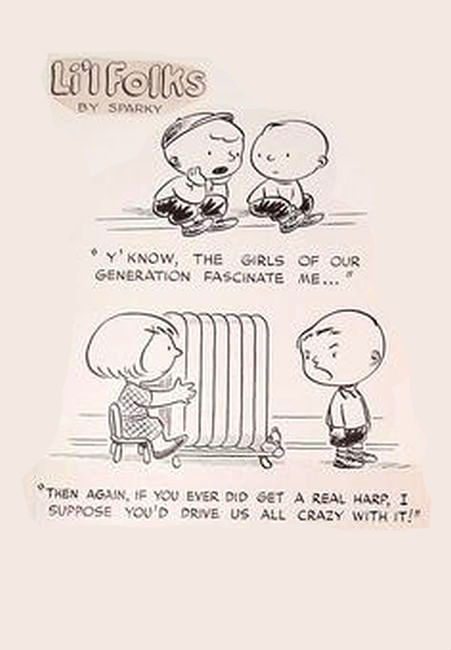 Li'l Folks
BY SPARKY
"Y'KNOW, THE GIRLS OF OUR
GENERATION FASCINATE ME..."
"THEN AGAIN, IF YOU EVER DID GET A REAL HARP, I
SUPPOSE YOU'D DRIVE US ALL CRAZY WITH IT!"